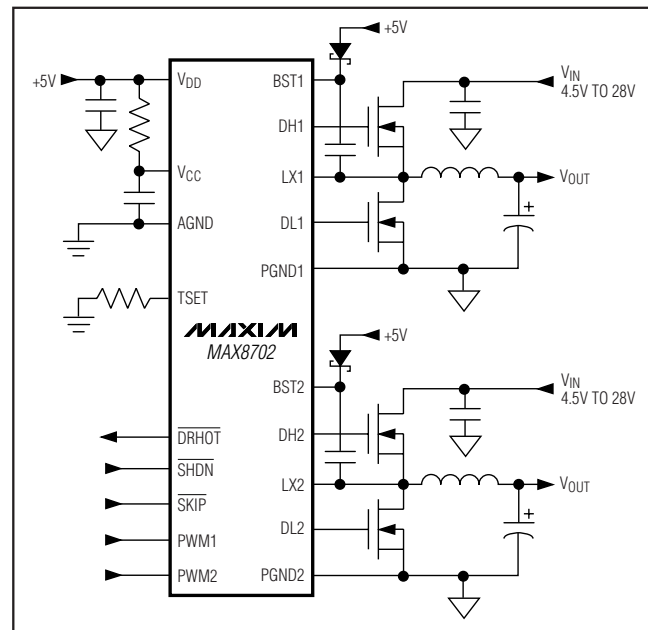 +5V
+5V
VDD
BST1
VIN
4.5V TO 28V
DH1
VCC
LX1
VOUT
+
AGND
DL1
PGND1
TSET
MAXIM
MAX8702
+5V
BST2
VIN
4.5V TO 28V
DRHOT
DH2
SHDN
SKIP
LX2
VOUT
+
PWM1
DL2
PWM2
PGND2